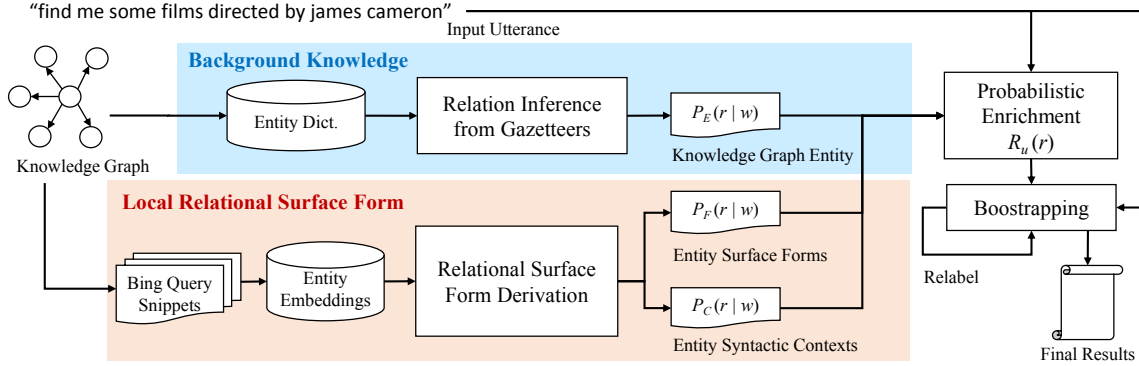 “find me some films directed by james cameron”
Input Utterance
Background Knowledge
Entity Dict.
Relation Inference
from Gazetteers
P_E(r | w)
Knowledge Graph Entity
Probabilistic
Enrichment
R_u(r)
Knowledge Graph
Local Relational Surface Form
Bing Query
Snippets
Entity
Embeddings
Relational Surface
Form Derivation
P_F(r | w)
Entity Surface Forms
P_C(r | w)
Entity Syntactic Contexts
Boostrapping
Relabel
Final Results